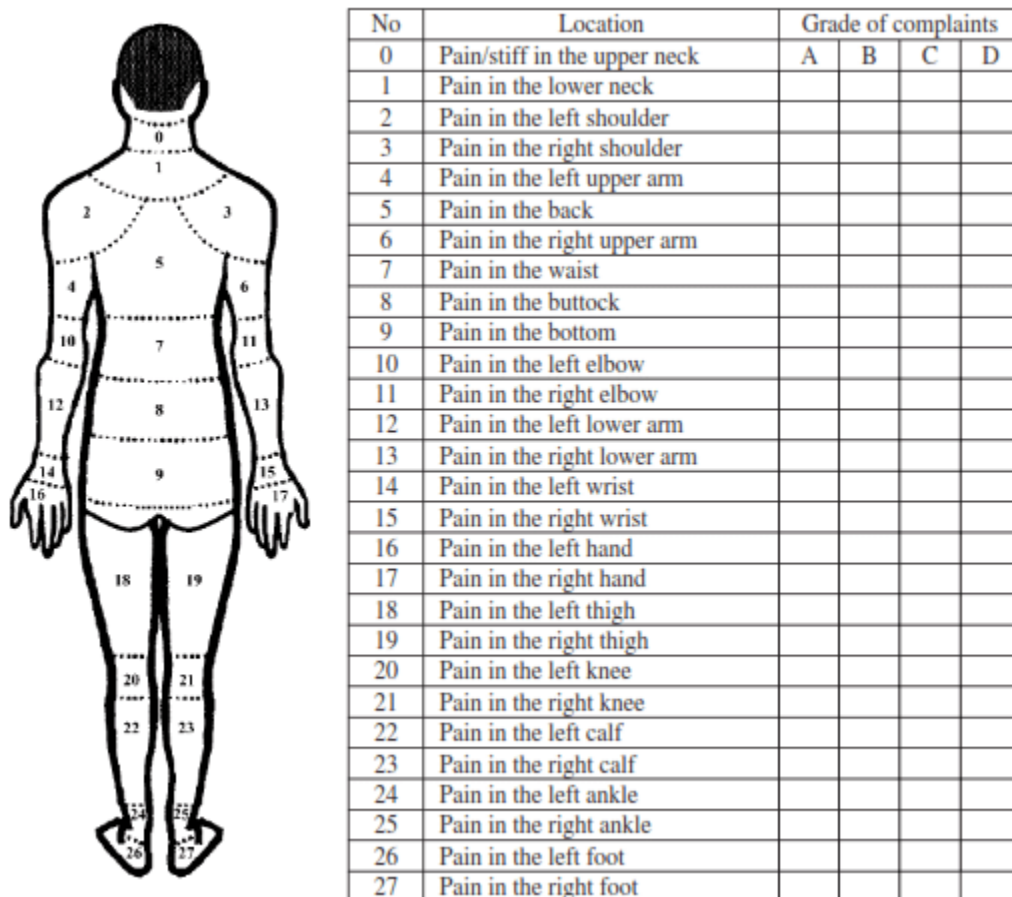 0
1
2 3
5
4 6
10 7 11
12 8 13
14 9 15
16 17
18 19
20 21
22 23
24 25
26 27
No Location Grade of complaints
0 Pain/stiff in the upper neck A B C D
1 Pain in the lower neck
2 Pain in the left shoulder
3 Pain in the right shoulder
4 Pain in the left upper arm
5 Pain in the back
6 Pain in the right upper arm
7 Pain in the waist
8 Pain in the buttock
9 Pain in the bottom
10 Pain in the left elbow
11 Pain in the right elbow
12 Pain in the left lower arm
13 Pain in the right lower arm
14 Pain in the left wrist
15 Pain in the right wrist
16 Pain in the left hand
17 Pain in the right hand
18 Pain in the left thigh
19 Pain in the right thigh
20 Pain in the left knee
21 Pain in the right knee
22 Pain in the left calf
23 Pain in the right calf
24 Pain in the left ankle
25 Pain in the right ankle
26 Pain in the left foot
27 Pain in the right foot